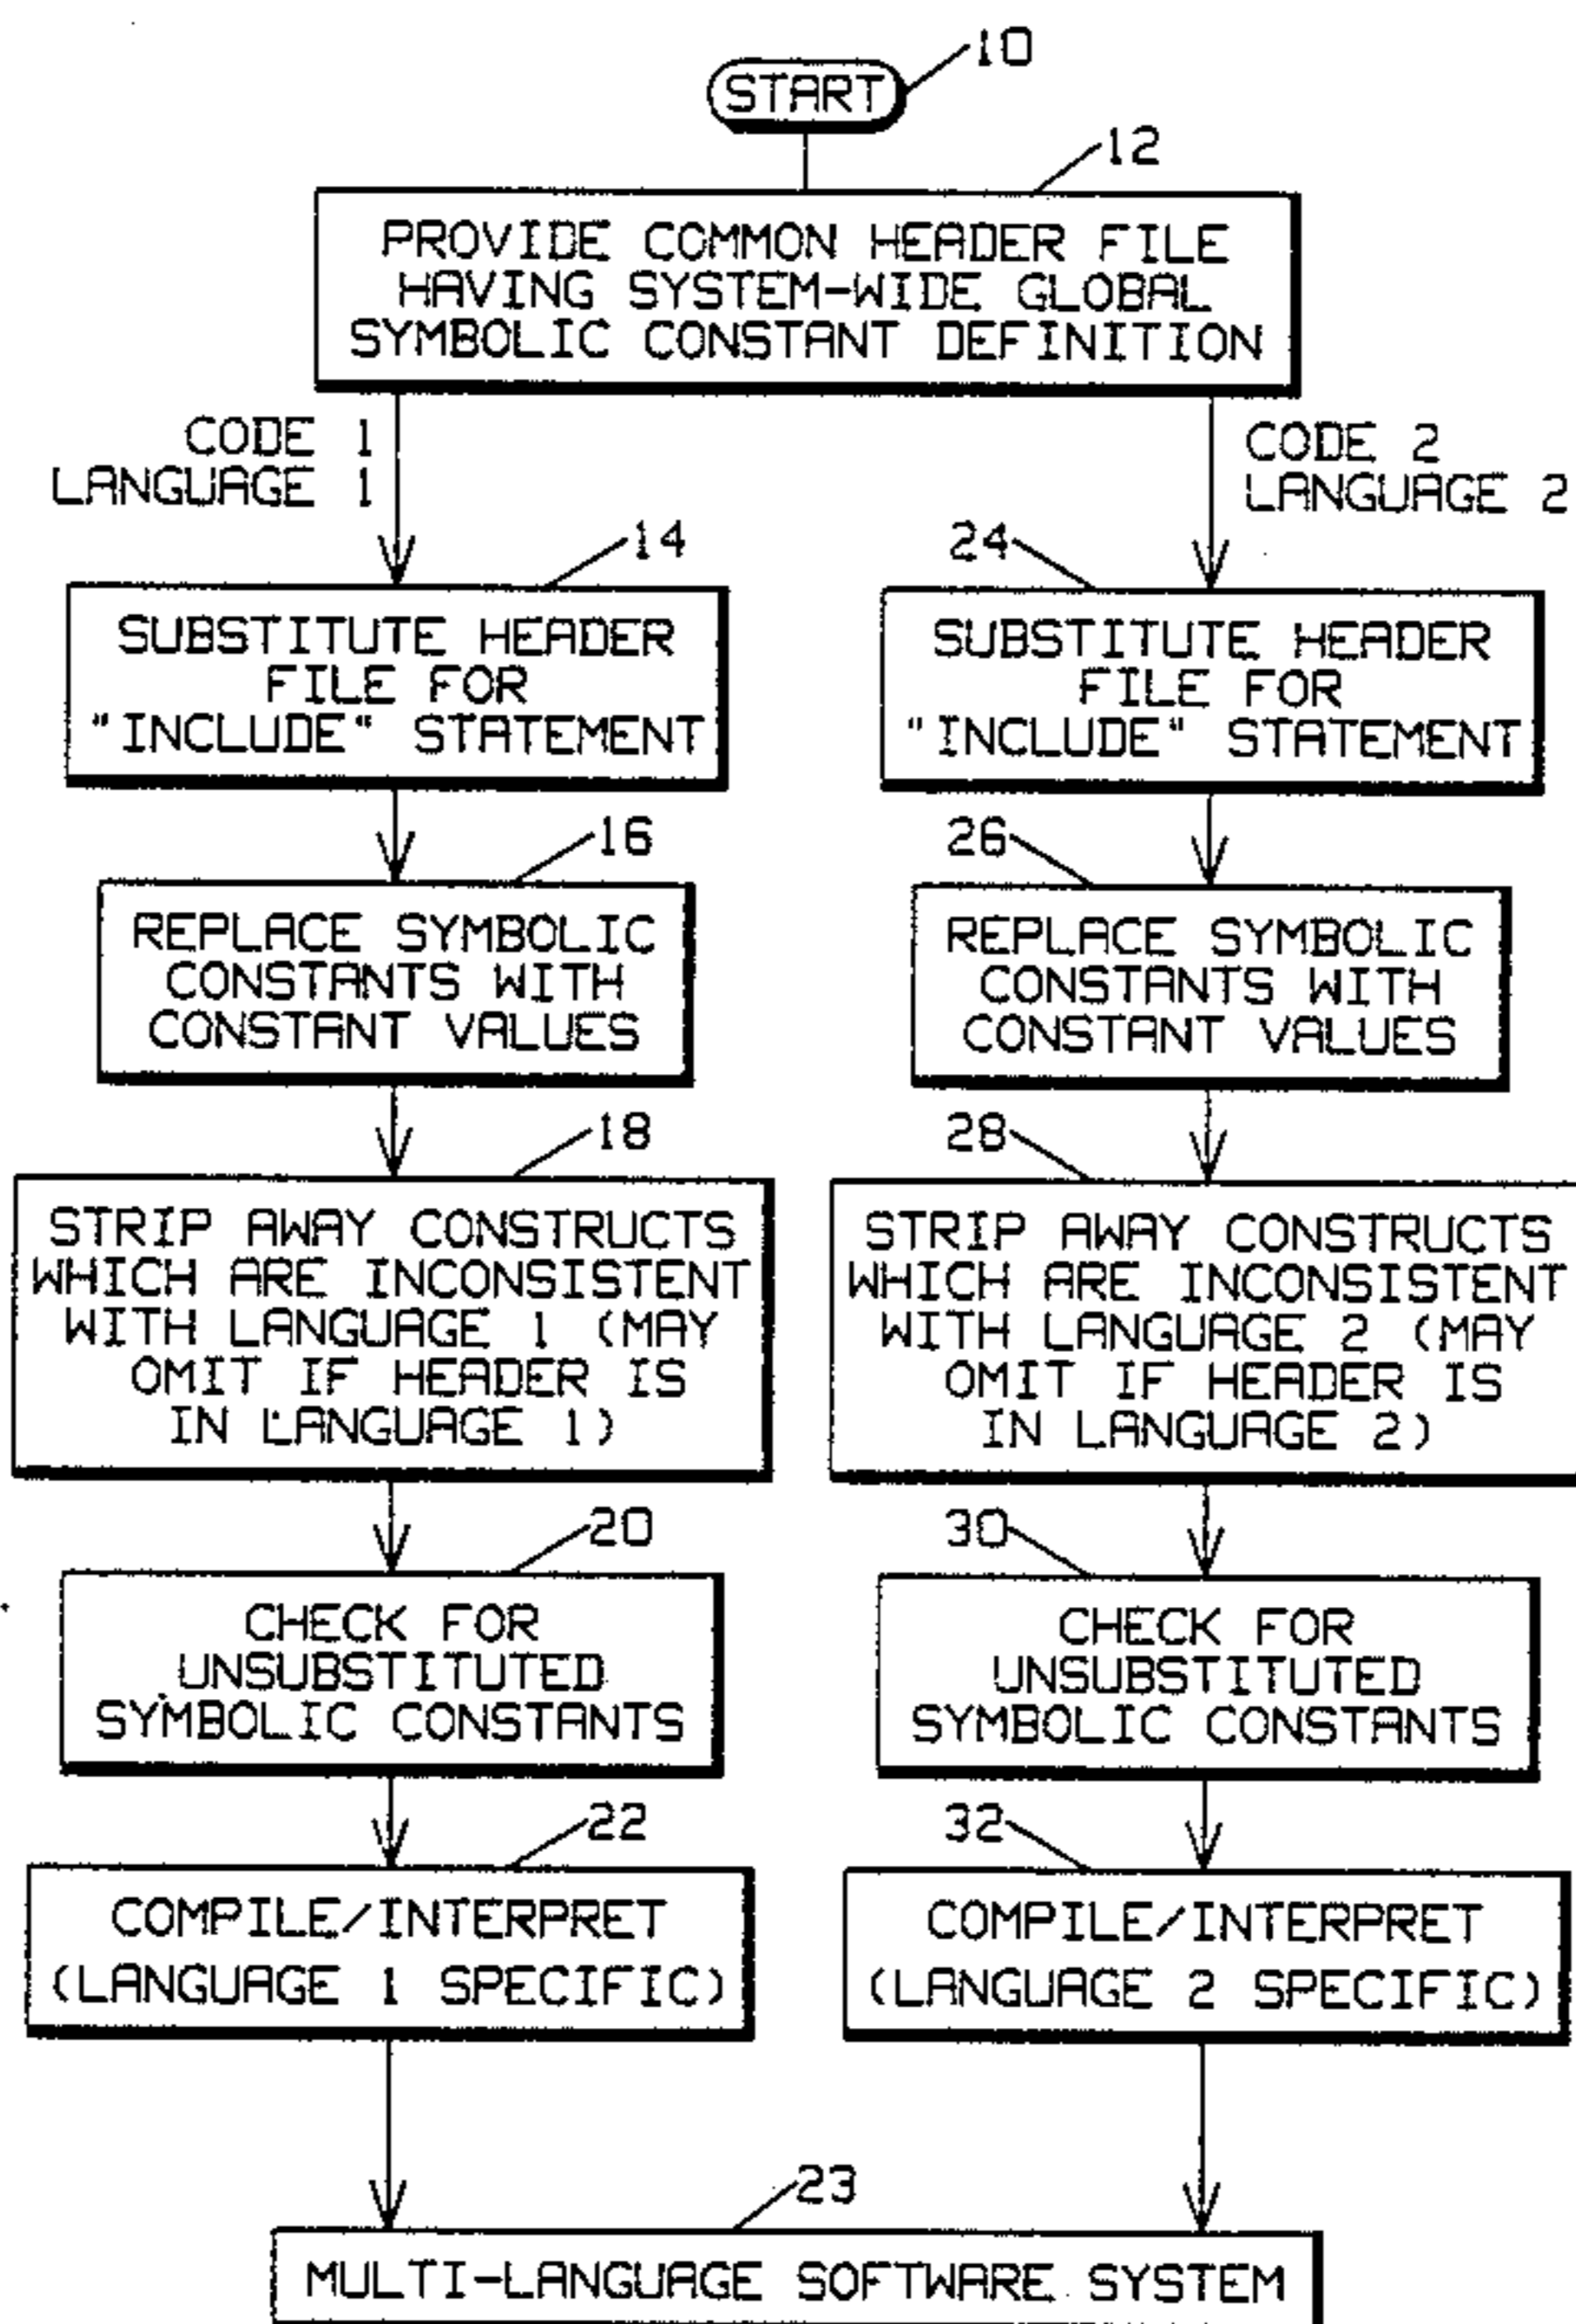 10
START
12
PROVIDE COMMON HEADER FILE
HAVING SYSTEM-WIDE GLOBAL
SYMBOLIC CONSTANT DEFINITION
CODE 1
LANGUAGE 1
CODE 2
LANGUAGE 2
14
SUBSTITUTE HEADER
FILE FOR
"INCLUDE" STATEMENT
24
SUBSTITUTE HEADER
FILE FOR
"INCLUDE" STATEMENT
16
REPLACE SYMBOLIC
CONSTANTS WITH
CONSTANT VALUES
26
REPLACE SYMBOLIC
CONSTANTS WITH
CONSTANT VALUES
18
STRIP AWAY CONSTRUCTS
WHICH ARE INCONSISTENT
WITH LANGUAGE 1 (MAY
OMIT IF HEADER IS
IN LANGUAGE 1)
28
STRIP AWAY CONSTRUCTS
WHICH ARE INCONSISTENT
WITH LANGUAGE 2 (MAY
OMIT IF HEADER IS
IN LANGUAGE 2)
20
CHECK FOR
UNSUBSTITUTED
SYMBOLIC CONSTANTS
30
CHECK FOR
UNSUBSTITUTED
SYMBOLIC CONSTANTS
22
COMPILE/INTERPRET
(LANGUAGE 1 SPECIFIC)
32
COMPILE/INTERPRET
(LANGUAGE 2 SPECIFIC)
23
MULTI-LANGUAGE SOFTWARE SYSTEM